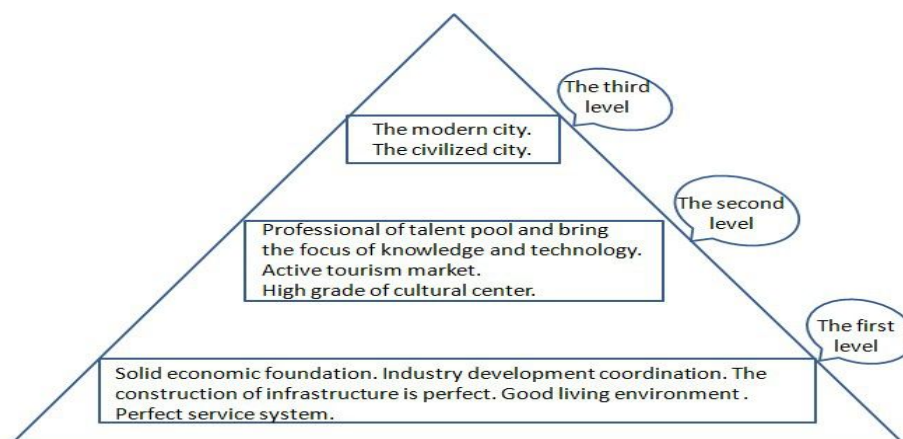 The third
level
The modern city.
The civilized city.
The second
level
Professional of talent pool and bring
the focus of knowledge and technology.
Active tourism market.
High grade of cultural center.
The first
level
Solid economic foundation. Industry development coordination. The
construction of infrastructure is perfect. Good living environment .
Perfect service system.